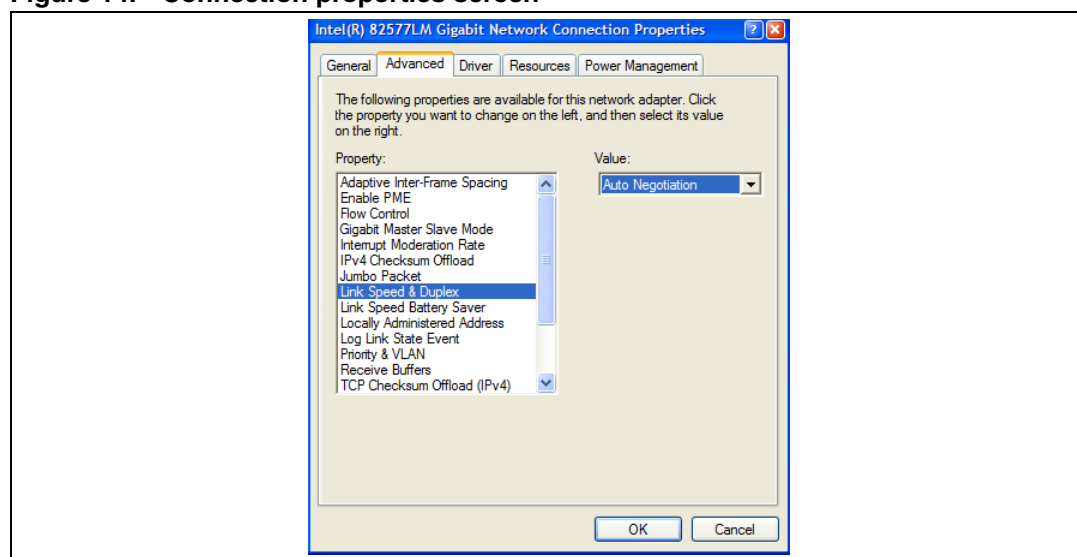 Intel(R) 82577LM Gigabit Network Connection Properties
General Advanced Driver Resources Power Management
The following properties are available for this network adapter. Click
the property you want to change on the left, and then select its value
on the right.
Property:
Value:
Adaptive Inter-Frame Spacing
Enable PME
Flow Control
Gigabit Master Slave Mode
Interrupt Moderation Rate
IPv4 Checksum Offload
Jumbo Packet
Link Speed & Duplex
Link Speed Battery Saver
Locally Administered Address
Log Link State Event
Priority & VLAN
Receive Buffers
TCP Checksum Offload (IPv4)
Auto Negotiation
OK Cancel